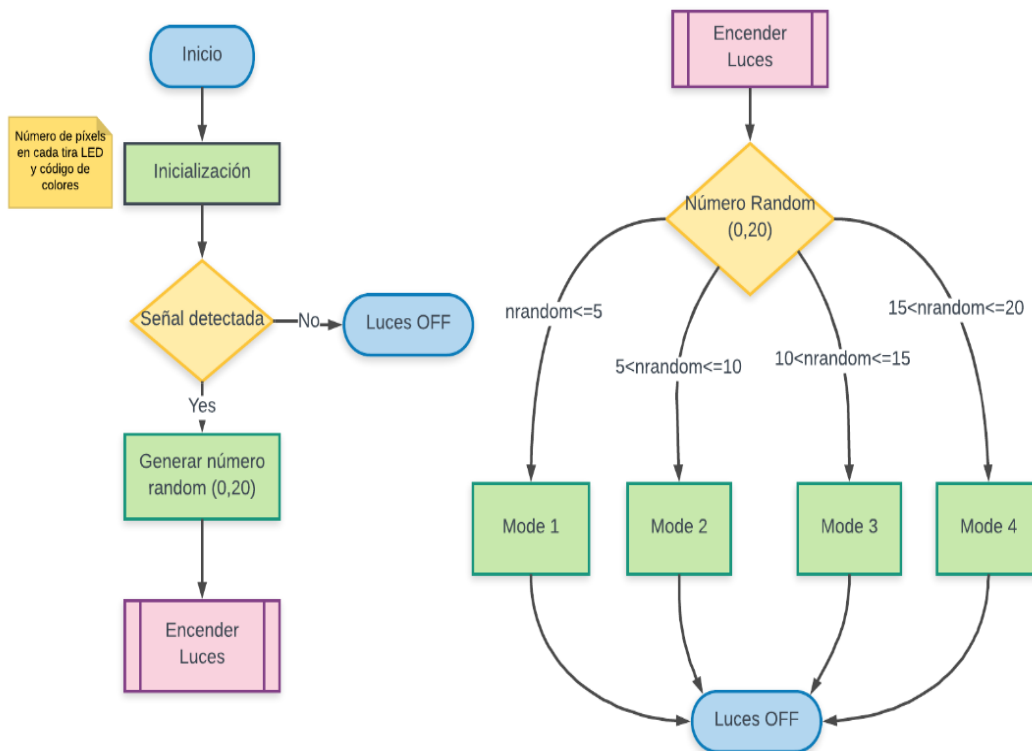 Inicio
Número de píxels
en cada tira LED
y código de
colores
Inicialización
Señal detectada
No
Luces OFF
Yes
Generar número
random (0,20)
Encender
Luces
Encender
Luces
Número Random
(0,20)
nrandom<=5
5<nrandom<=10
10<nrandom<=15
15<nrandom<=20
Mode 1
Mode 2
Mode 3
Mode 4
Luces OFF